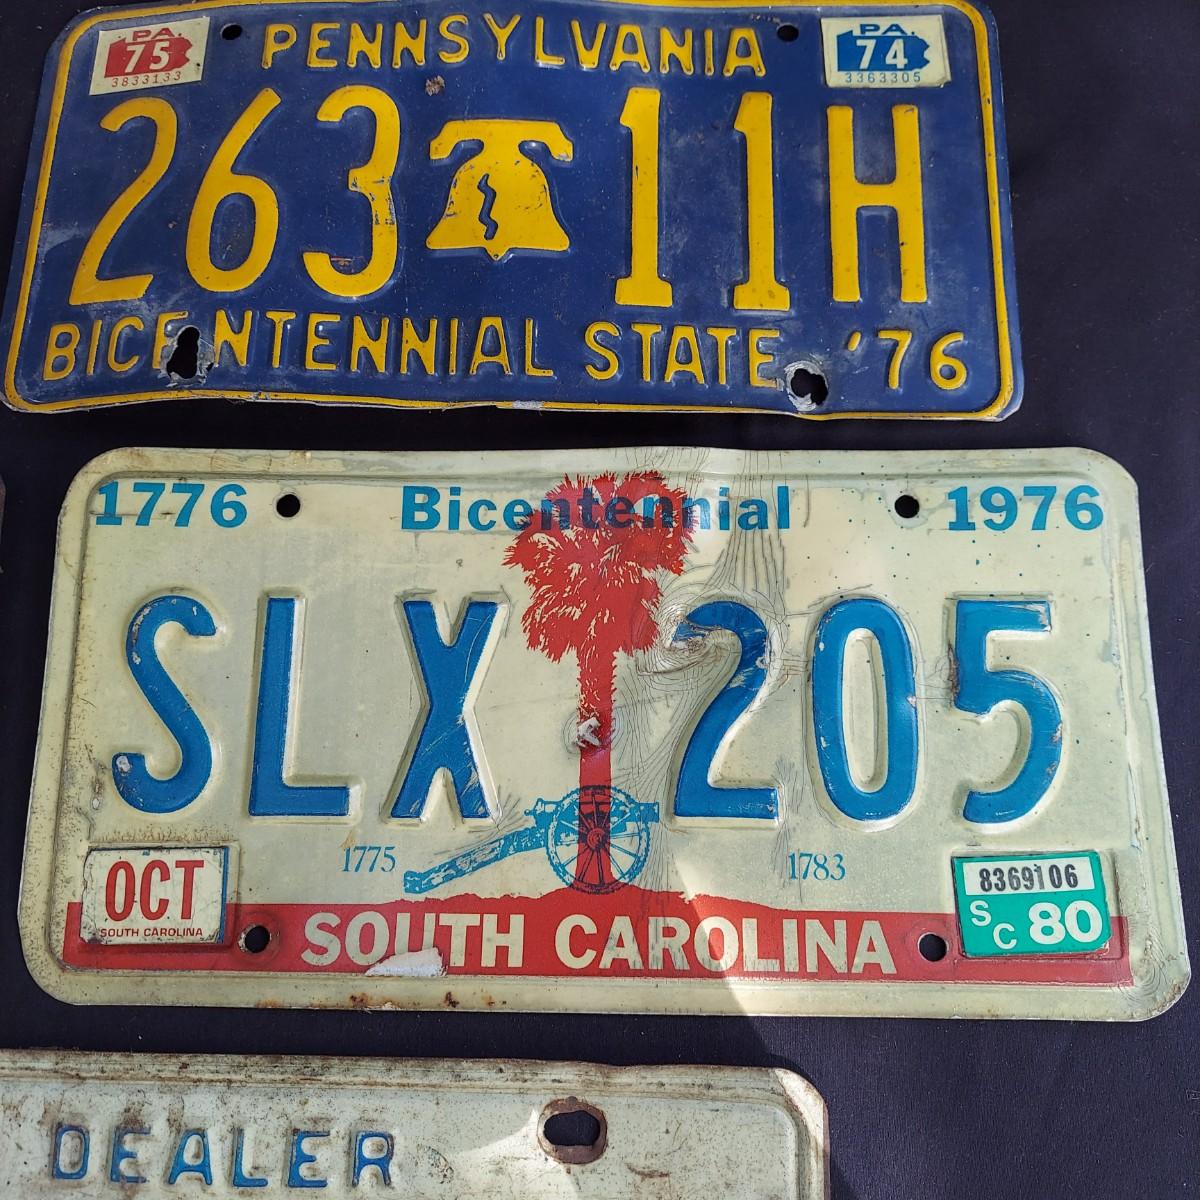 PA. 75 3833133
PENNSYLVANIA
PA. 74 3363305
263 11H
BICENTENNIAL STATE '76
1776 Bicentennial 1976
SLX 205
1775 1783
OCT
SOUTH CAROLINA
SOUTH CAROLINA
8369106
SC 80
DEALER